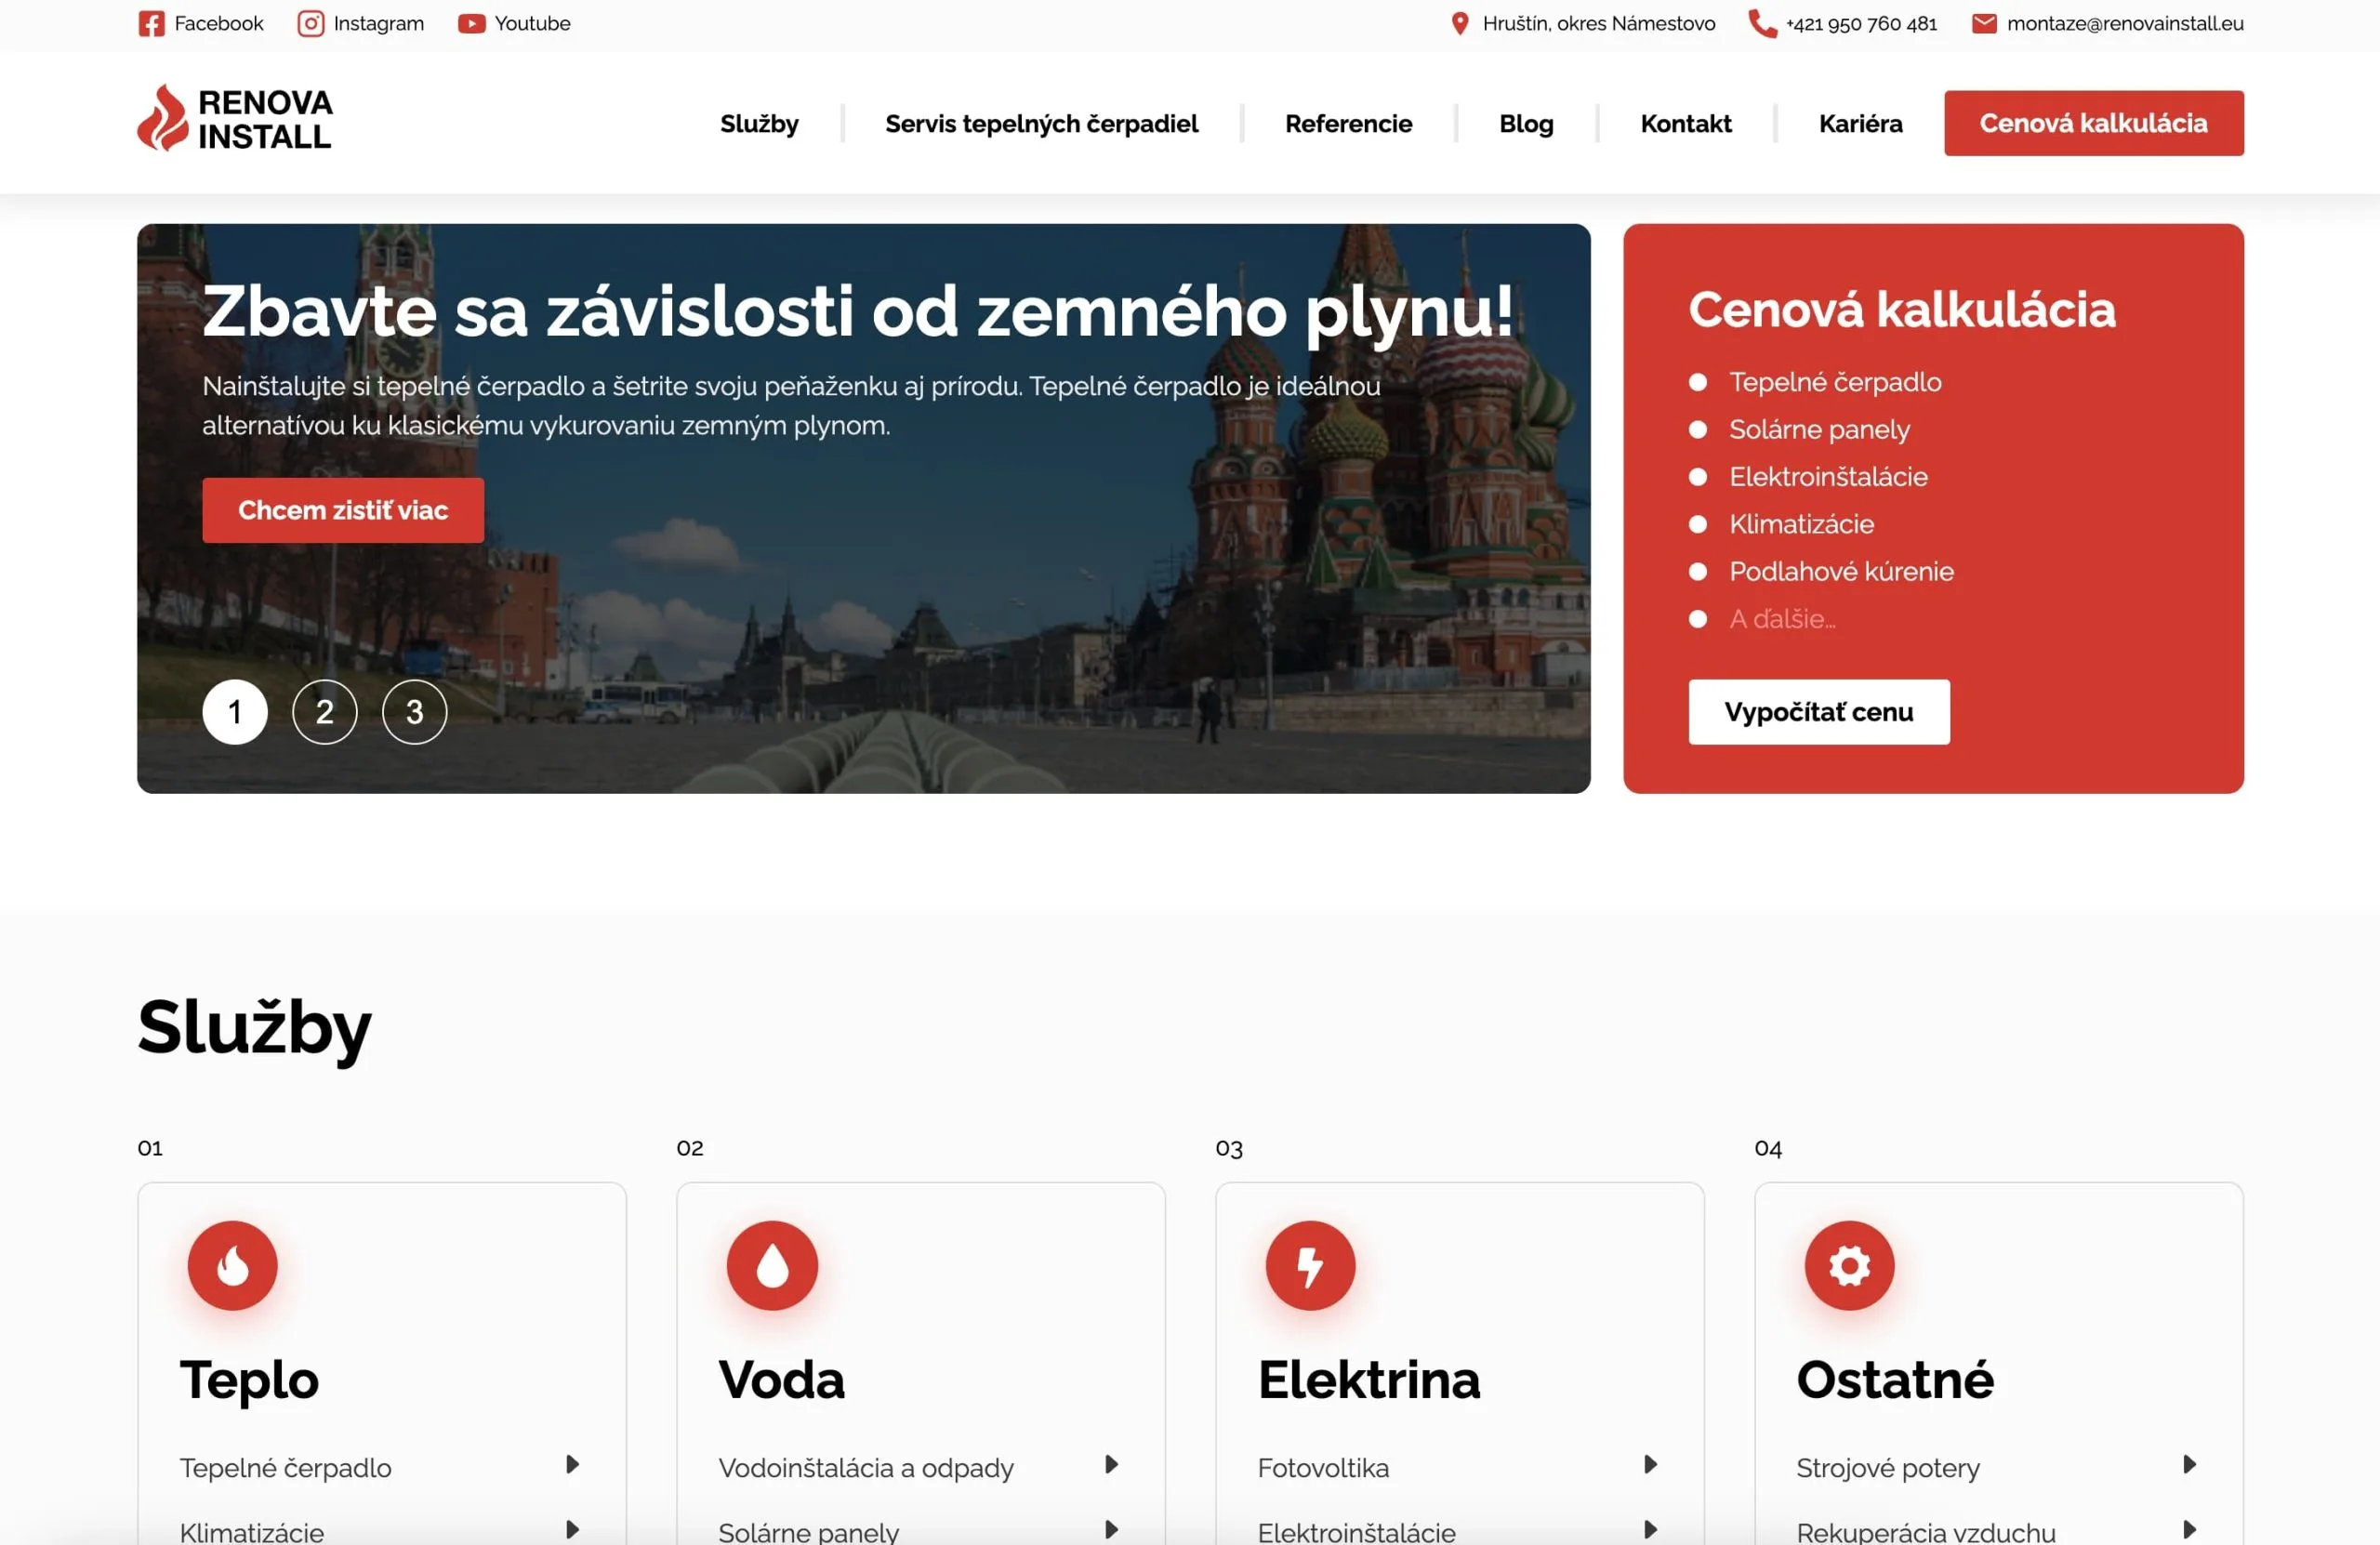 Facebook
Instagram
Youtube
Hruštín, okres Námestovo
+421 950 760 481
montaze@renovainstall.eu
RENOVA
INSTALL
Služby
Servis tepelných čerpadiel
Referencie
Blog
Kontakt
Kariéra
Cenová kalkulácia
Zbavte sa závislosti od zemného plynu!
Nainštalujte si tepelné čerpadlo a šetrite svoju peňaženku aj prírodu. Tepelné čerpadlo je ideálnou
alternatívou ku klasickému vykurovaniu zemným plynom.
Chcem zistiť viac
1
2
3
Cenová kalkulácia
Tepelné čerpadlo
Solárne panely
Elektroinštalácie
Klimatizácie
Podlahové kúrenie
A ďalšie...
Vypočítať cenu
Služby
01
Teplo
Tepelné čerpadlo
Klimatizácie
02
Voda
Vodoinštalácia a odpady
Solárne panely
03
Elektrina
Fotovoltika
Elektroinštalácie
04
Ostatné
Strojové potery
Rekuperácia vzduchu